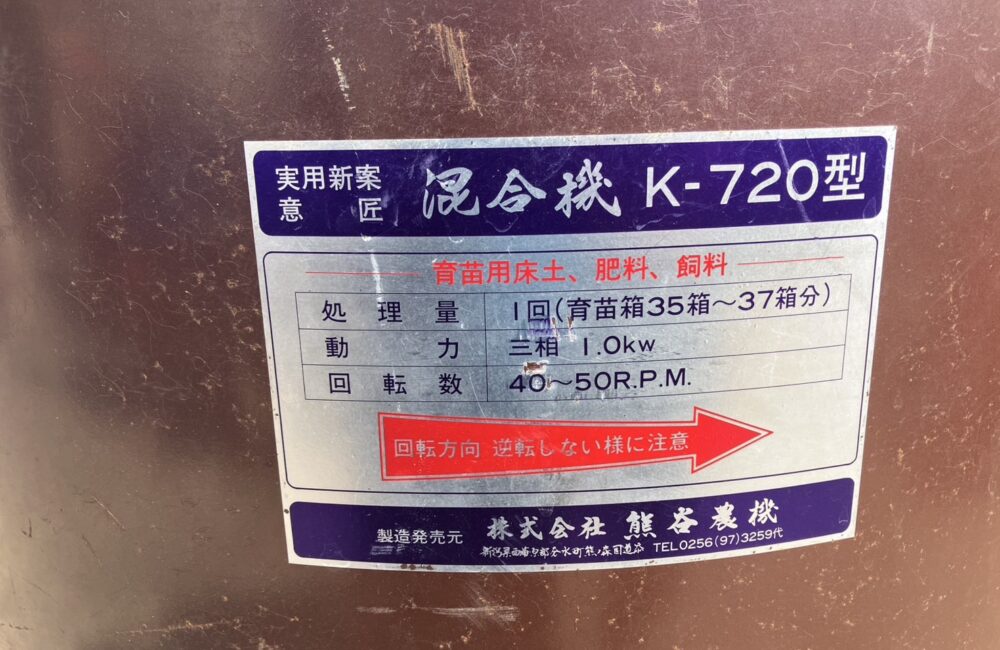 実用新案
意匠
混合機 K-720型
育苗用床土、肥料、飼料
処理量 1回(育苗箱35箱～37箱分)
動力 三相 1.0kw
回転数 40～50R.P.M.
回転方向 逆転しない様に注意
製造発売元 株式会社 熊谷農機
TEL0256(97)3259代